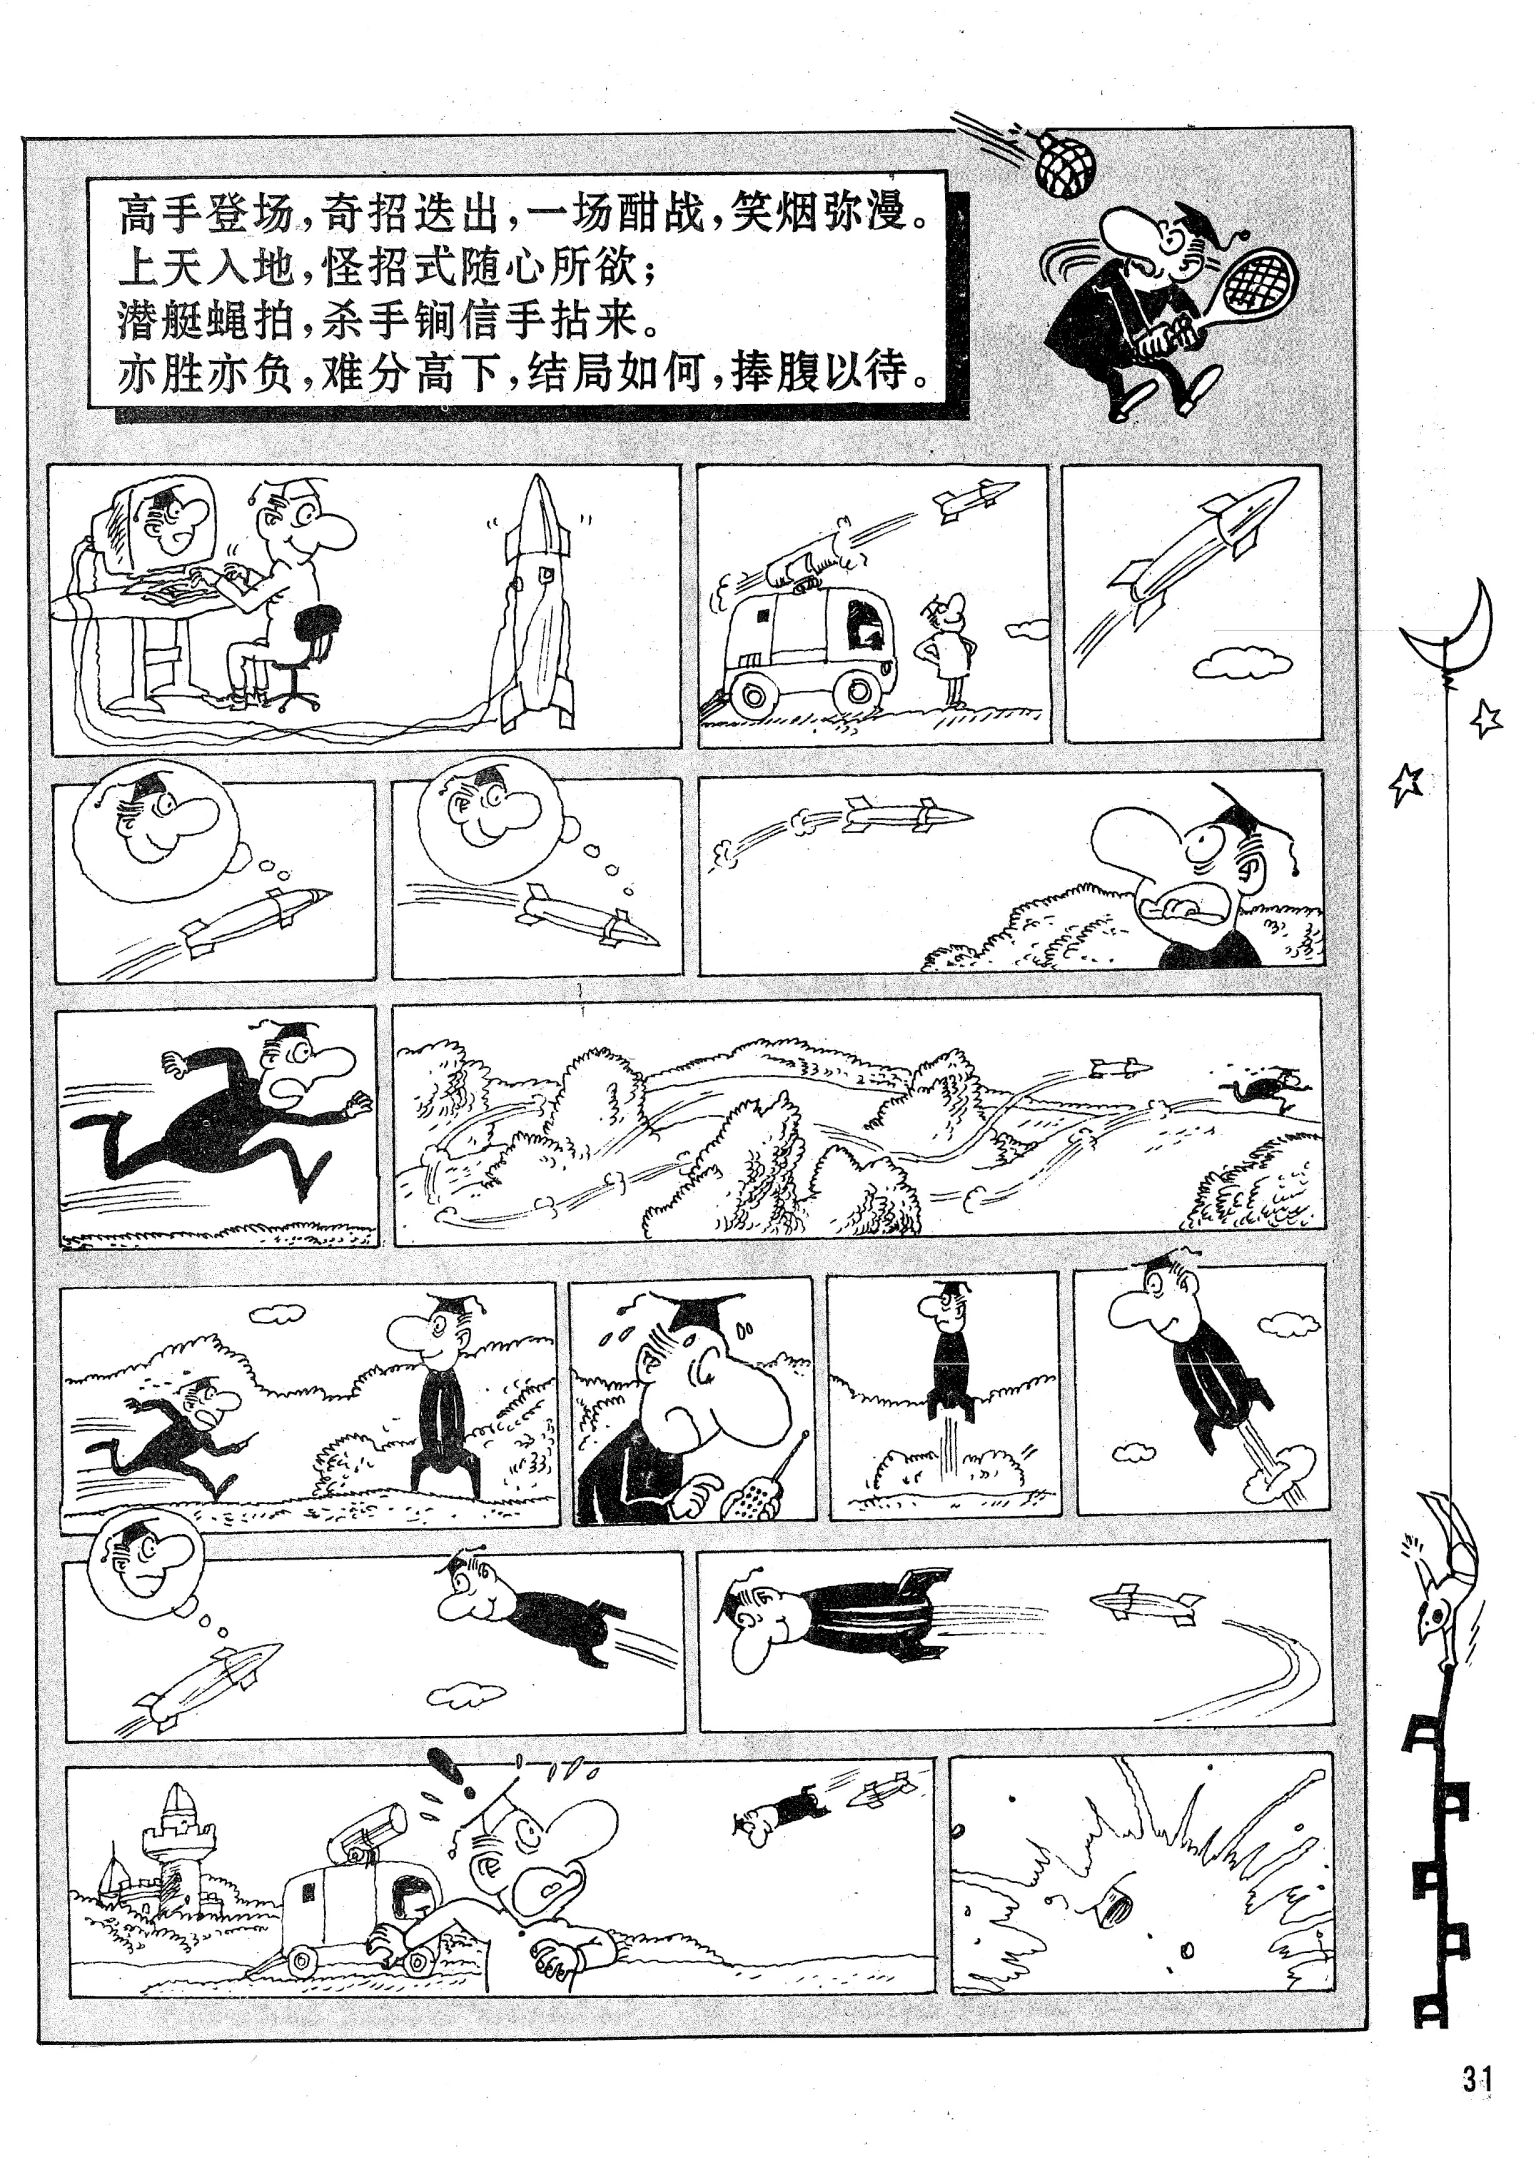 高手登场，奇招迭出，一场酣战，笑烟弥漫。
上天入地，怪招式随心所欲；
潜艇蝇拍，杀手锏信手拈来。
亦胜亦负，难分高下，结局如何，捧腹以待。
31